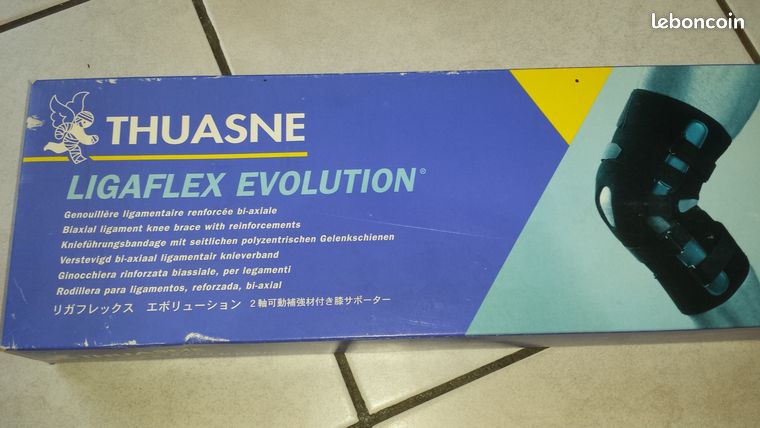 leboncoin
THUASNE
LIGAFLEX EVOLUTION®
Genouillère ligamentaire renforcée bi-axiale
Biaxial ligament knee brace with reinforcements
Knieführungsbandage mit seitlichen polyzentrischen Gelenkschienen
Verstevigd bi-axiaal ligamentair knieverband
Ginocchiera rinforzata biassiale, per legamenti
Rodillera para ligamentos, reforzada, bi-axial
リガフレックス エボリューション 2軸可動補強材付き膝サポーター